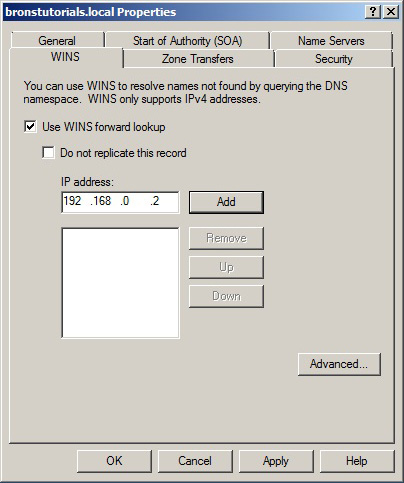 bronstutorials.local Properties
General Start of Authority (SOA) Name Servers
WINS Zone Transfers Security
You can use WINS to resolve names not found by querying the DNS
namespace. WINS only supports IPv4 addresses.
Use WINS forward lookup
Do not replicate this record
IP address:
192 .168 .0 .2 Add
Remove
Up
Down
Advanced...
OK Cancel Apply Help